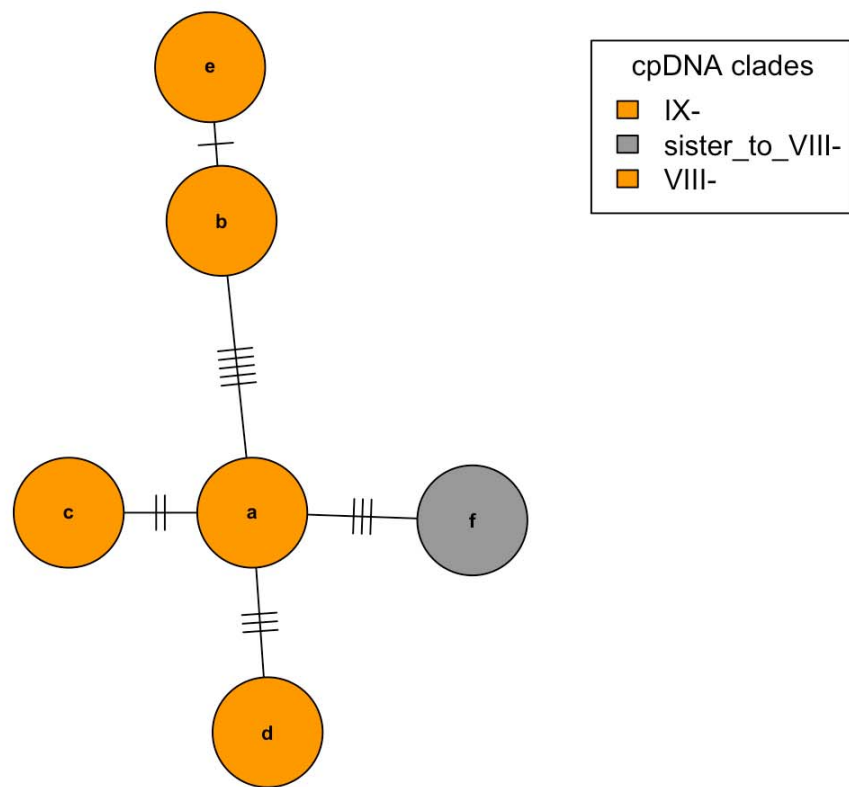 e
b
c
a
f
d
cpDNA clades
IX-
sister_to_VIII-
VIII-